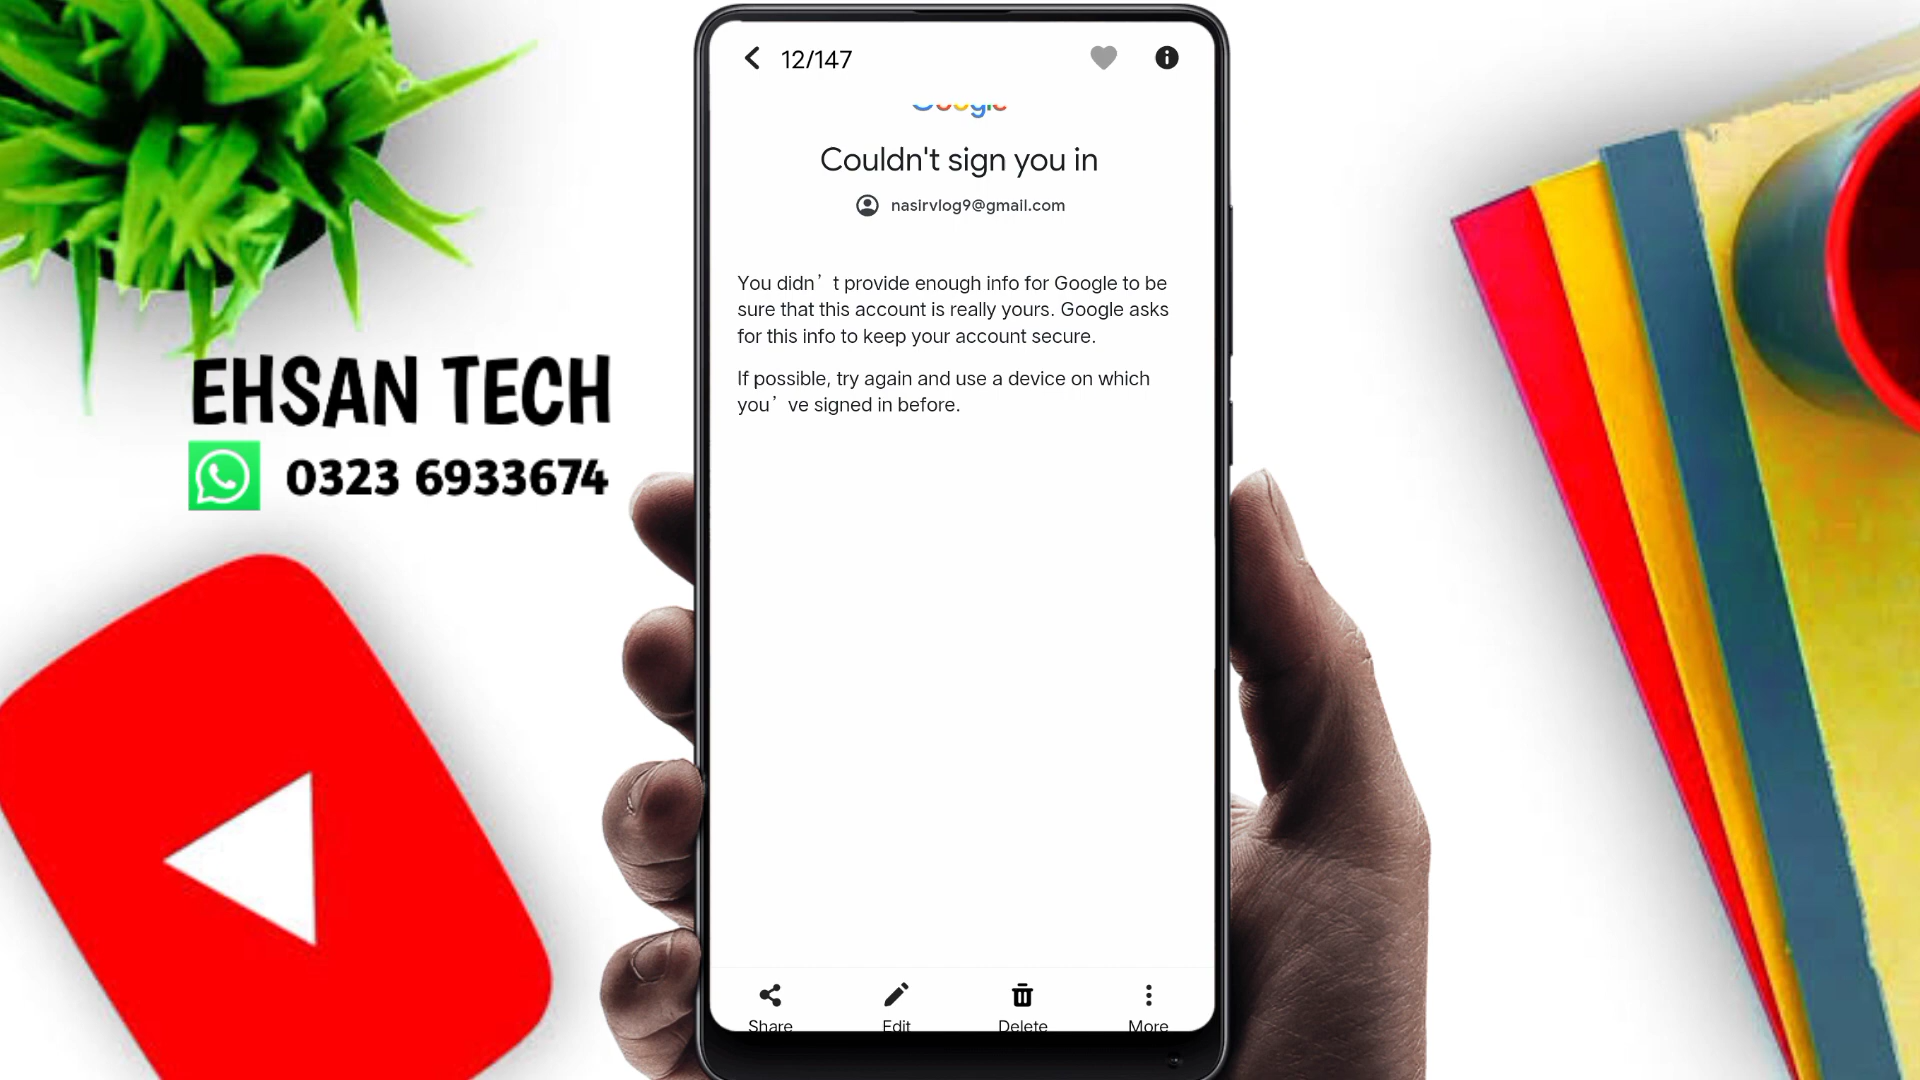 12/147
Google
Couldn't sign you in
nasirvlog9@gmail.com
You didn’ t provide enough info for Google to be
sure that this account is really yours. Google asks
for this info to keep your account secure.
If possible, try again and use a device on which
you’ ve signed in before.
EHSAN TECH
0323 6933674
Share
Edit
Delete
More